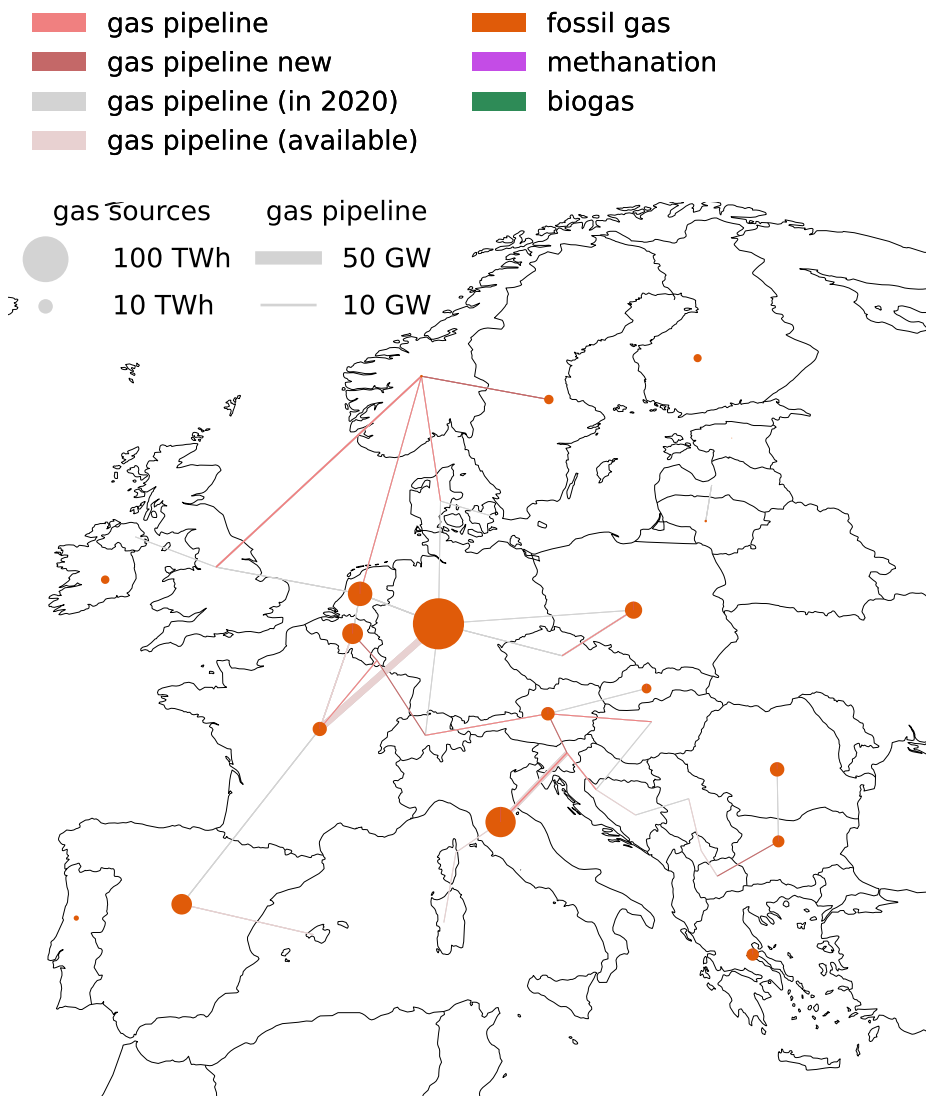 gas pipeline
gas pipeline new
gas pipeline (in 2020)
gas pipeline (available)
fossil gas
methanation
biogas
gas sources
100 TWh
10 TWh
gas pipeline
50 GW
10 GW